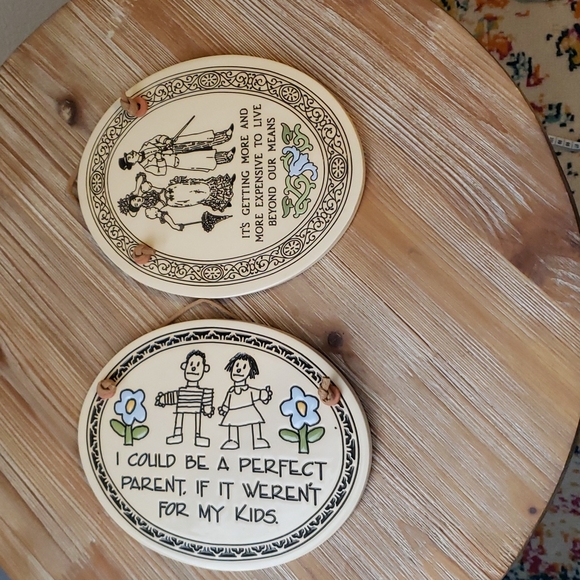 IT'S GETTING MORE AND
MORE EXPENSIVE TO LIVE
BEYOND OUR MEANS
I COULD BE A PERFECT
PARENT, IF IT WEREN'T
FOR MY KIDS.